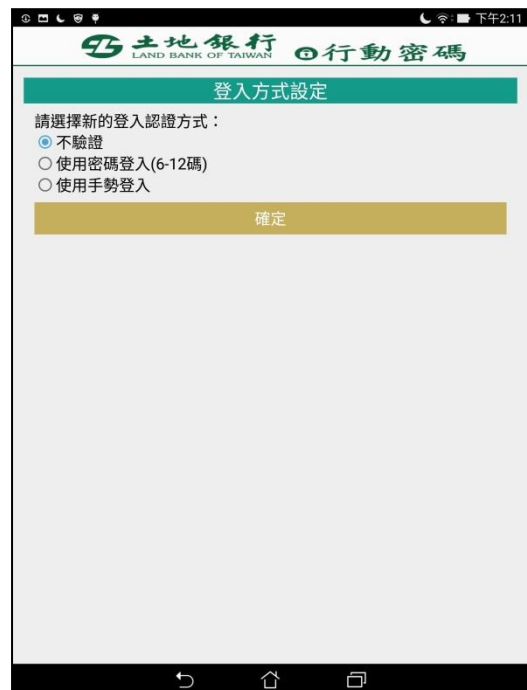 下午2:11
土地銀行 行動密碼
LAND BANK OF TAIWAN
登入方式設定
請選擇新的登入認證方式：
不驗證
使用密碼登入(6-12碼)
使用手勢登入
確定